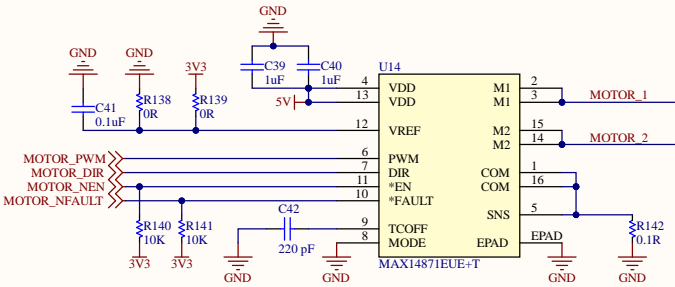 GND
GND
GND
3V3
C39
1uF
C40
1uF
U14
C41
0.1uF
R138
0R
R139
0R
5V
4
VDD
M1
2
13
VDD
M1
3
MOTOR_1
12
VREF
M2
15
M2
14
MOTOR_2
MOTOR_PWM
6
PWM
MOTOR_DIR
7
DIR
COM
1
MOTOR_NEN
11
*EN
COM
16
MOTOR_NFAULT
10
*FAULT
SNS
5
R140
10K
R141
10K
C42
220 pF
9
TCOFF
8
MODE
EPAD
EPAD
R142
0.1R
3V3
3V3
MAX14871EUE+T
GND
GND
GND
GND